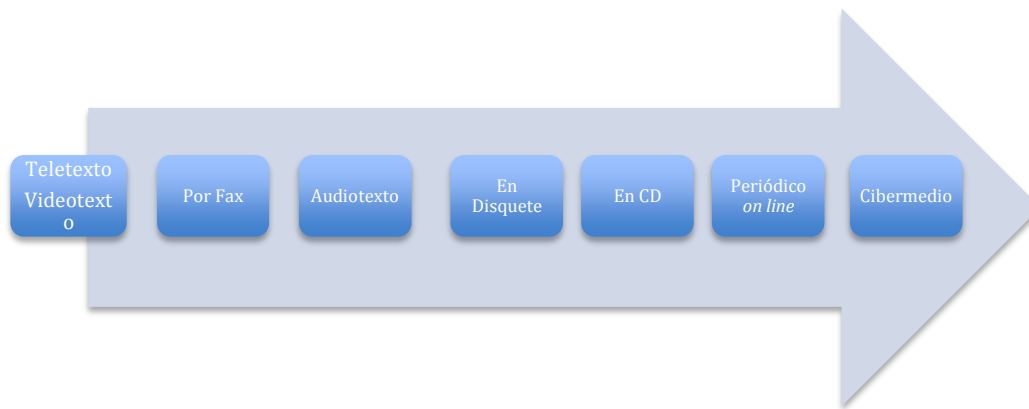 Teletexto
Videotext
o
Por Fax
Audiotexto
En
Disquete
En CD
Periódico
on line
Cibermedio